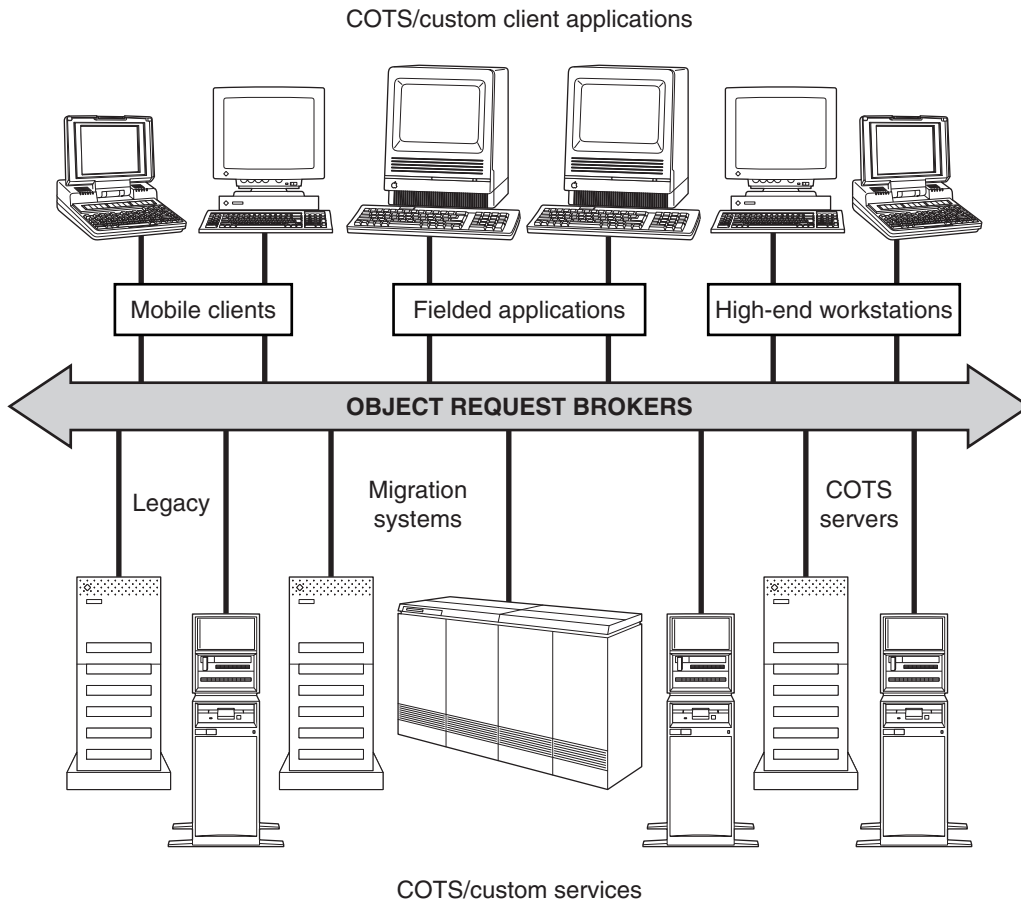 COTS/custom client applications
Mobile clients
Fielded applications
High-end workstations
OBJECT REQUEST BROKERS
Legacy
Migration
systems
COTS
servers
COTS/custom services